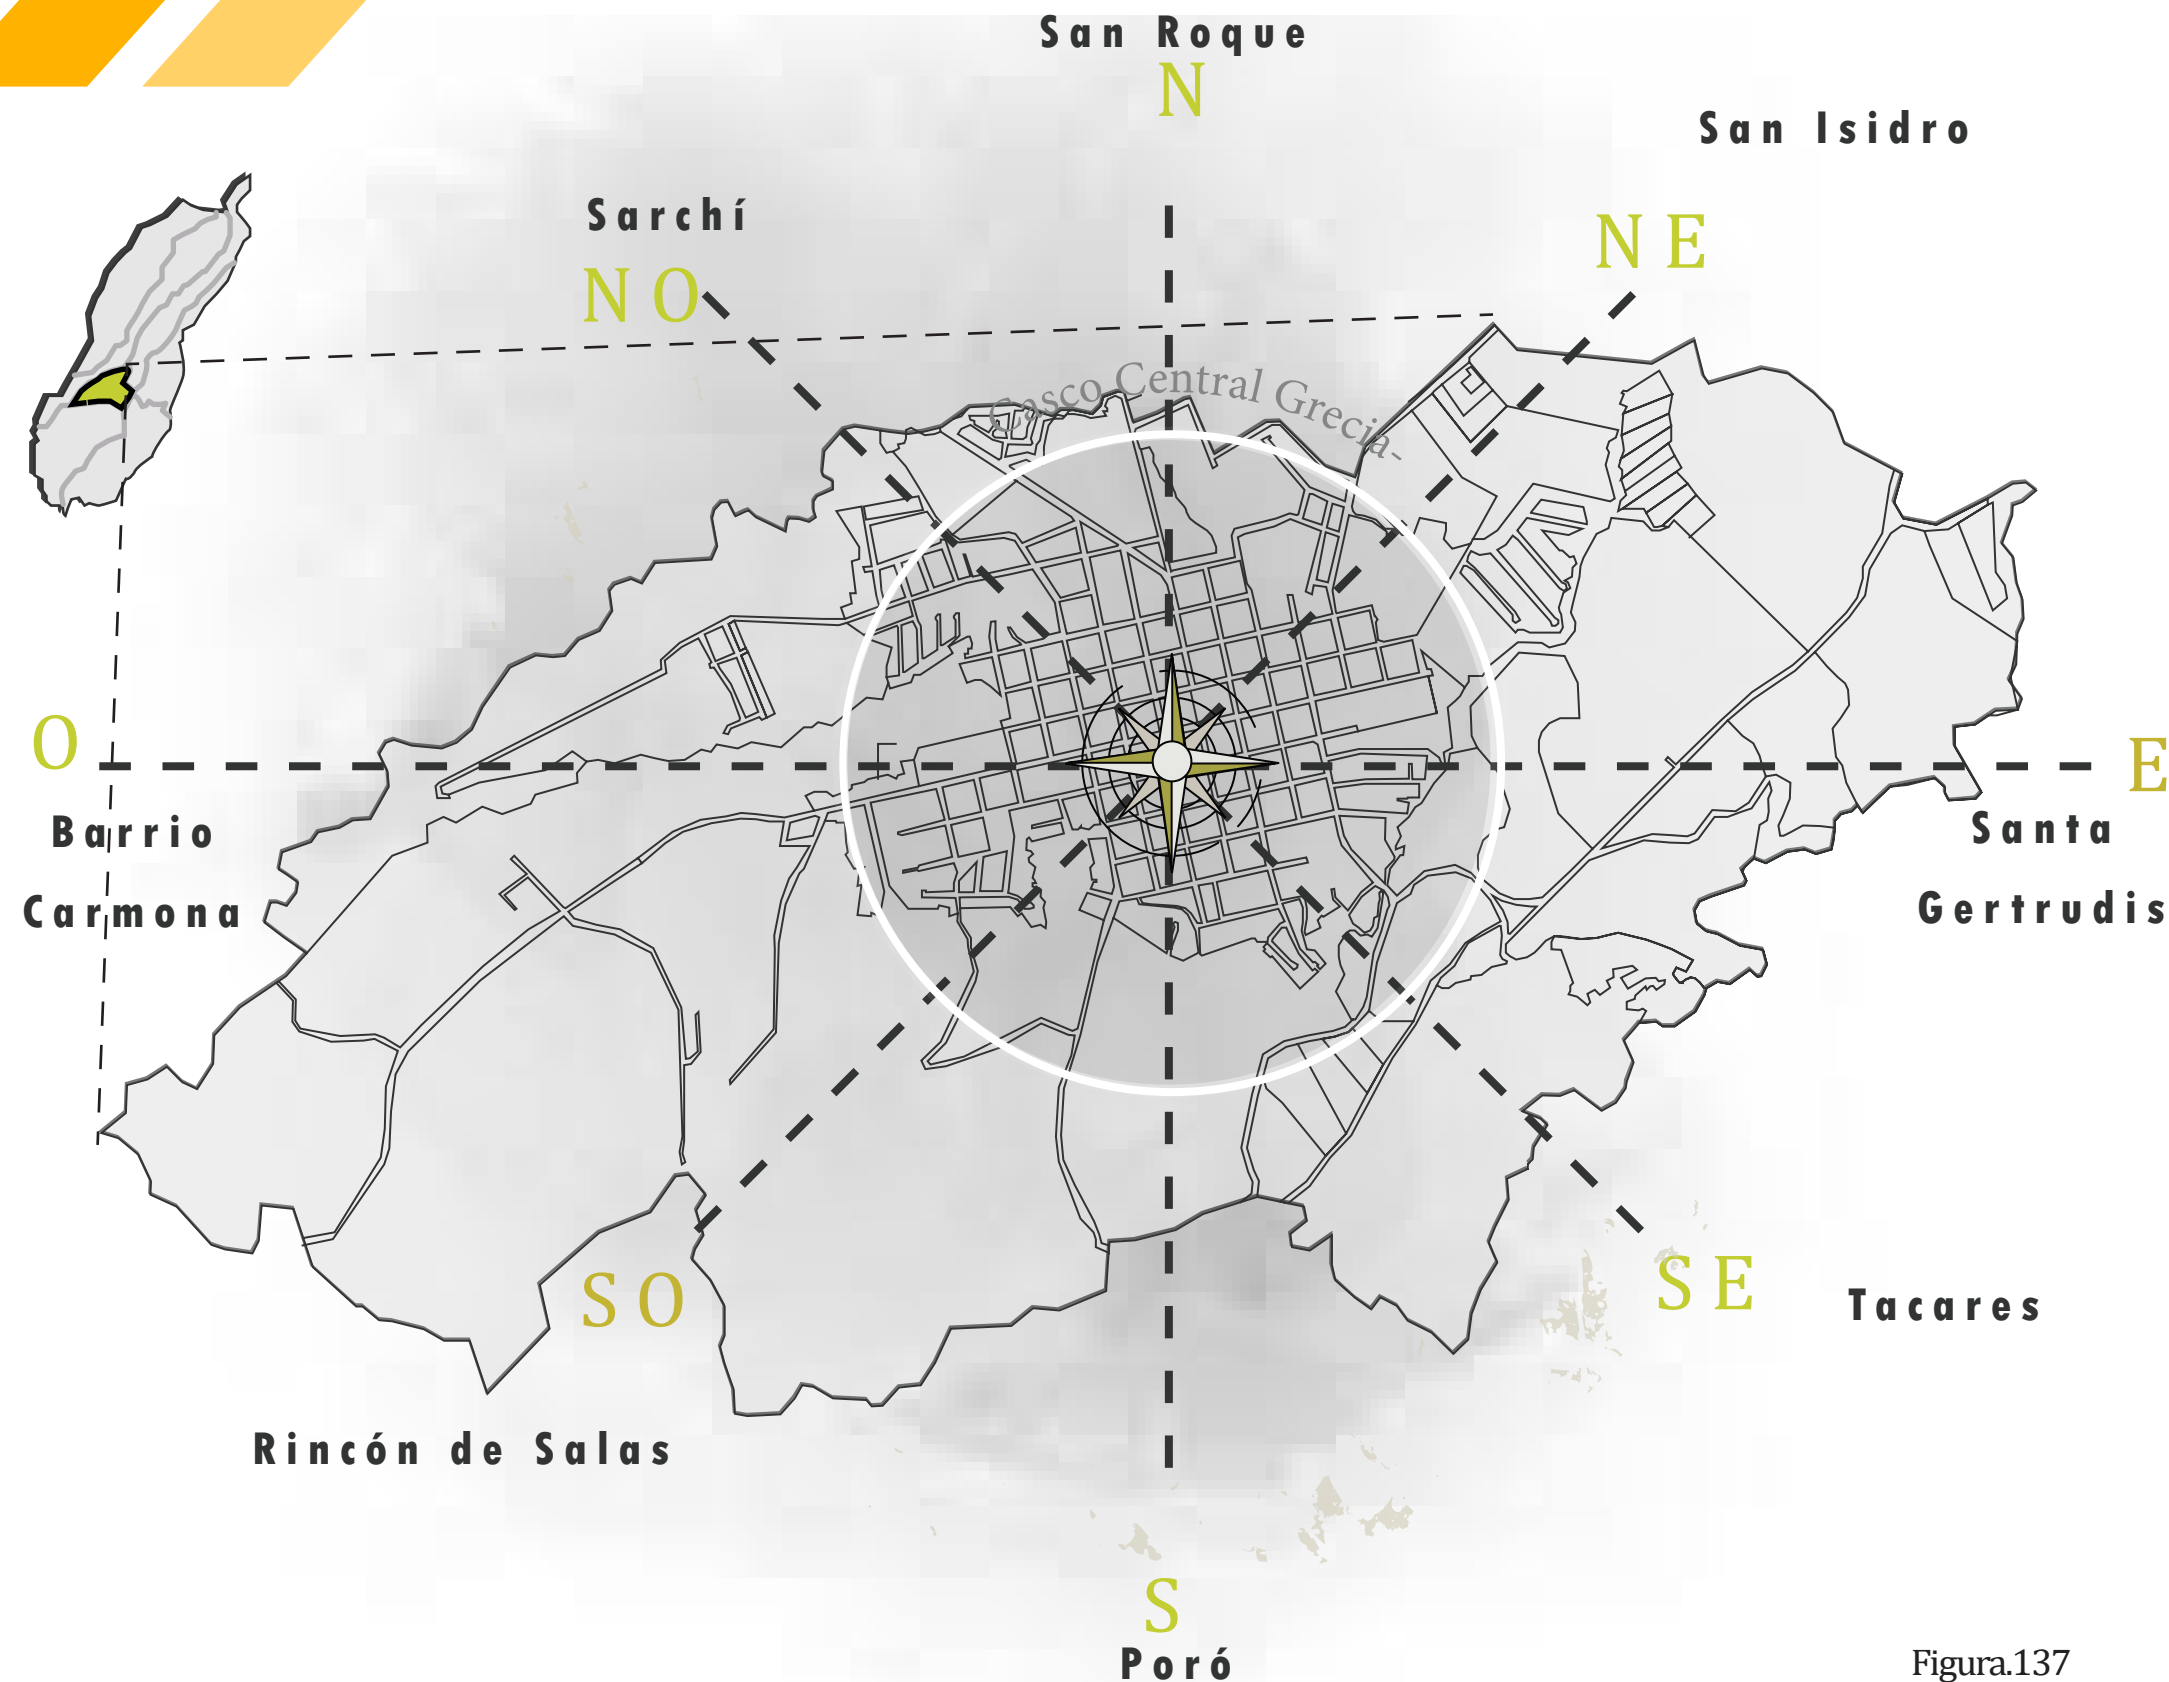 San Roque
N
San Isidro
Sarchí
N E
N O
Casco Central Grecia-
O
E
Barrio
Carmona
Santa
Gertrudis
S O
S E
Tacares
Rincón de Salas
S
Poró
Figura.137